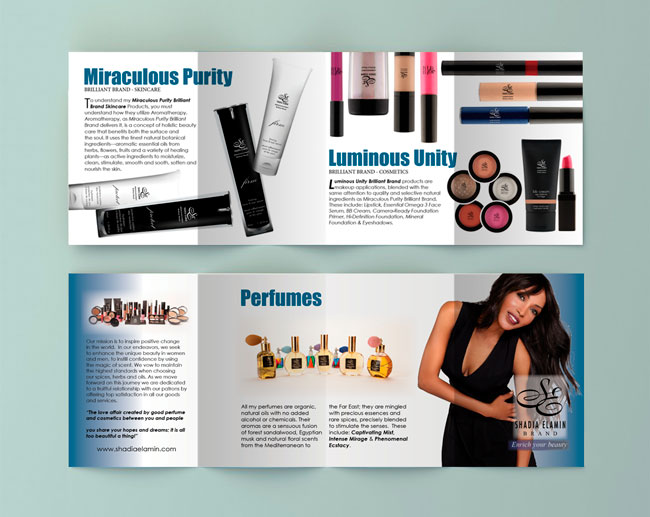 Miraculous Purity
BRILLIANT BRAND - SKINCARE
To understand my Miraculous Purity Brilliant
Brand Skincare Products, you must
understand how they utilize Aromatherapy.
Aromatherapy, as Miraculous Purity Brilliant
Brand delivers it, is a concept of holistic beauty
care that benefits both the surface and
the soul. It uses the finest natural botanical
ingredients—aromatic essential oils from
herbs, flowers, fruits and a variety of healing
plants—as active ingredients to moisturize,
clean, stimulate, smooth and sooth, soften and
nourish the skin.
Luminous Unity
BRILLIANT BRAND - COSMETICS
Luminous Unity Brilliant Brand products are
makeup applications, blended with the
same attention to quality and selective natural
ingredients as Miraculous Purity Brilliant Brand.
These include: Lipstick, Essential Omega 3 Face
Serum, BB Cream, Camera-Ready Foundation
Primer, Hi-Definition Foundation, Mineral
Foundation & Eyeshadows.
bb cream
Our mission is to inspire positive change
in the world. In our endeavors, we seek
to enhance the unique beauty in women
and men, to instill confidence by using
the magic of scent. We vow to maintain
the highest standards when choosing
our spices, herbs and oils. As we move
forward on this journey we are dedicated
to a fruitful relationship with our patrons by
offering top satisfaction in all our goods
and services.
"The love affair created by good perfume
and cosmetics between you and people
you share your hopes and dreams; it is all
too beautiful a thing!"
www.shadiaelamin.com
Perfumes
All my perfumes are organic,
natural oils with no added
alcohol or chemicals. Their
aromas are a sensuous fusion
of forest sandalwood, Egyptian
musk and natural floral scents
from the Mediterranean to
the Far East; they are mingled
with precious essences and
rare spices, precisely blended
to stimulate the senses. These
include: Captivating Mist,
Intense Mirage & Phenomenal
Ecstacy.
SHADIA ELAMIN
BRAND
Enrich your beauty